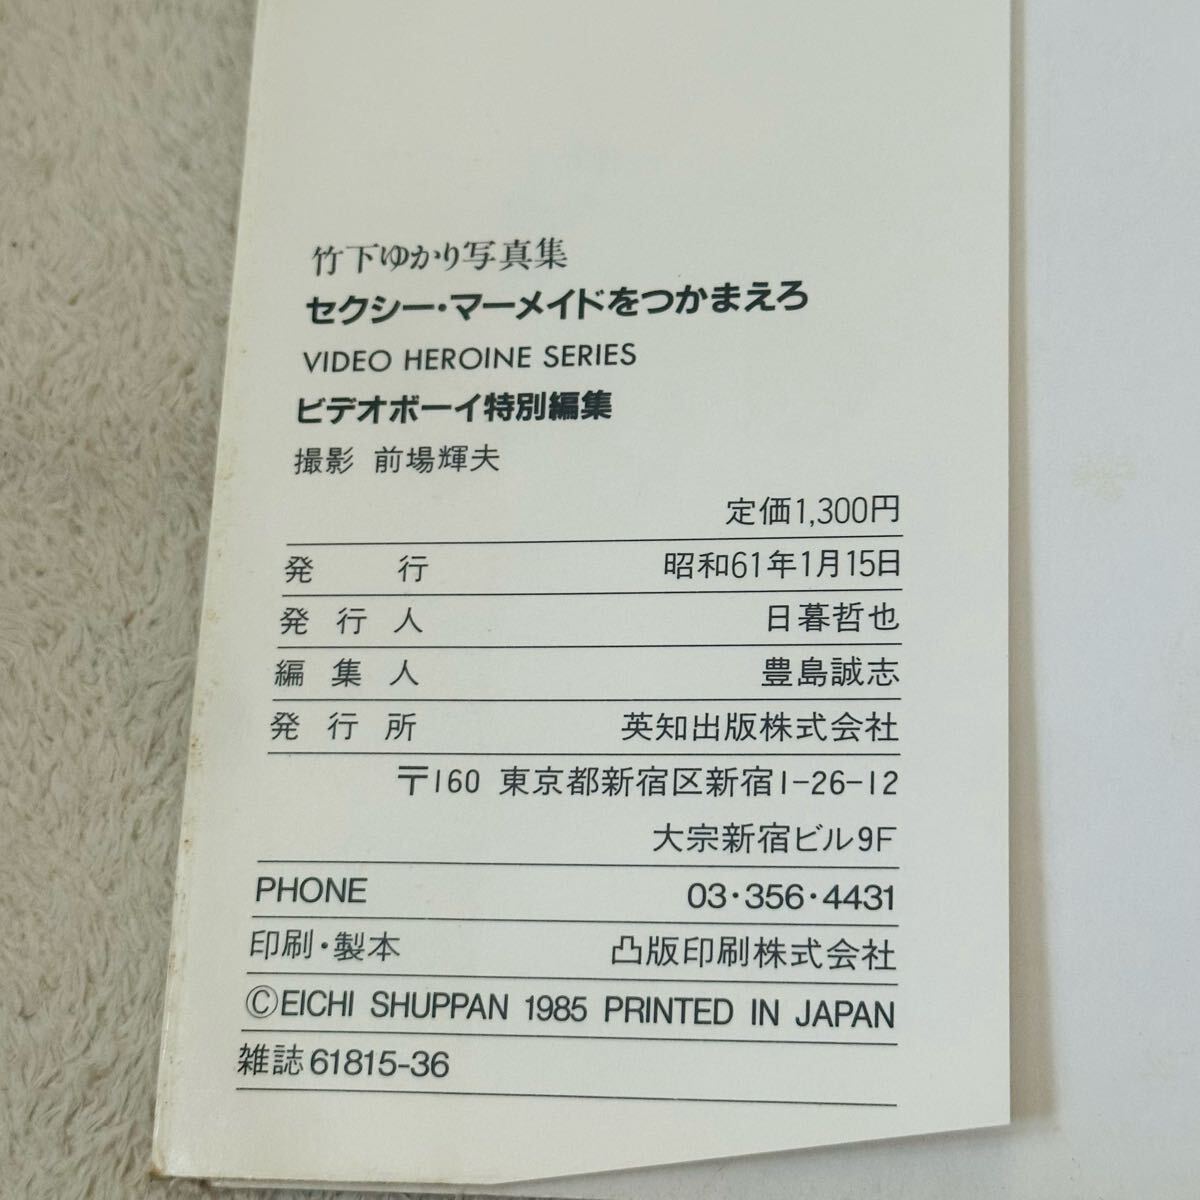 竹下ゆかり写真集
セクシー・マーメイドをつかまえろ
VIDEO HEROINE SERIES
ビデオボーイ特別編集
撮影 前場輝夫
定価1,300円
発行 昭和61年1月15日
発行人 日暮哲也
編集人 豊島誠志
発行所 英知出版株式会社
〒160 東京都新宿区新宿1-26-12
大宗新宿ビル9F
PHONE 03・356・4431
印刷・製本 凸版印刷株式会社
©EICHI SHUPPAN 1985 PRINTED IN JAPAN
雑誌61815-36